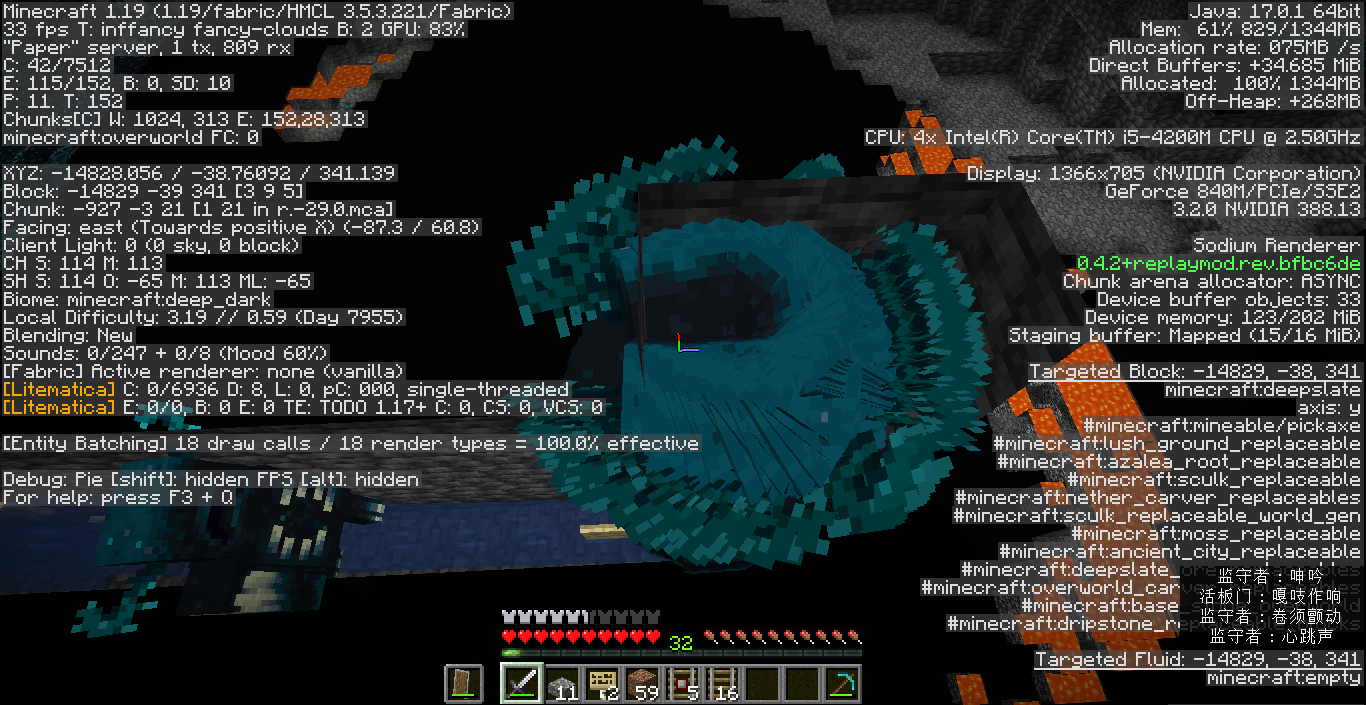 Minecraft 1.19 (1.19/fabric/HMCL 3.5.3.221/Fabric)
33 fps T: inffancy fancy-clouds B: 2 GPU: 83%
"Paper" server, 1 tx, 809 rx
C: 42/7512
E: 115/152, B: 0, SD: 10
P: 11. T: 152
Chunks[C] W: 1024, 313 E: 152,28,313
minecraft:overworld FC: 0
XYZ: -14828.056 / -38.76092 / 341.139
Block: -14829 -39 341 [3 9 5]
Chunk: -927 -3 21 [1 21 in r.-29.0.mca]
Facing: east (Towards positive X) (-87.3 / 60.8)
Client Light: 0 (0 sky, 0 block)
CH S: 114 M: 113
SH S: 114 O: -65 M: 113 ML: -65
Biome: minecraft:deep_dark
Local Difficulty: 3.19 // 0.59 (Day 7955)
Blending: New
Sounds: 0/247 + 0/8 (Mood 60%)
[Fabric] Active renderer: none (vanilla)
[Litematica] C: 0/6936 D: 8, L: 0, pC: 000, single-threaded
[Litematica] E: 0/0, B: 0 E: 0 TE: TODO 1.17+ C: 0, CS: 0, VCS: 0
[Entity Batching] 18 draw calls / 18 render types = 100.0% effective
Debug: Pie [shift]: hidden FPS [alt]: hidden
For help: press F3 + Q
Java: 17.0.1 64bit
Mem: 61% 829/1344MB
Allocation rate: 075MB /s
Direct Buffers: +34.685 MiB
Allocated: 100% 1344MB
Off-Heap: +268MB
CPU: 4x Intel(R) Core(TM) i5-4200M CPU @ 2.50GHz
Display: 1366x705 (NVIDIA Corporation)
GeForce 840M/PCIe/SSE2
3.2.0 NVIDIA 388.13
Sodium Renderer
0.4.2+replaymod.rev.bfbc6de
Chunk arena allocator: ASYNC
Device buffer objects: 33
Device memory: 123/202 MiB
Staging buffer: Mapped (15/16 MiB)
Targeted Block: -14829, -38, 341
minecraft:deepslate
axis: y
#minecraft:mineable/pickaxe
#minecraft:lush_ground_replaceable
#minecraft:azalea_root_replaceable
#minecraft:sculk_replaceable
#minecraft:nether_carver_replaceables
#minecraft:sculk_replaceable_world_gen
#minecraft:moss_replaceable
#minecraft:ancient_city_replaceable
#minecraft:deepslate_
#minecraft:overworld_car
#minecraft:base_
#minecraft:dripstone_r
监守者：呻吟
活板门：嘎吱作响
监守者：卷须颤动
监守者：心跳声
Targeted Fluid: -14829, -38, 341
minecraft:empty
32
11 2 59 5 16